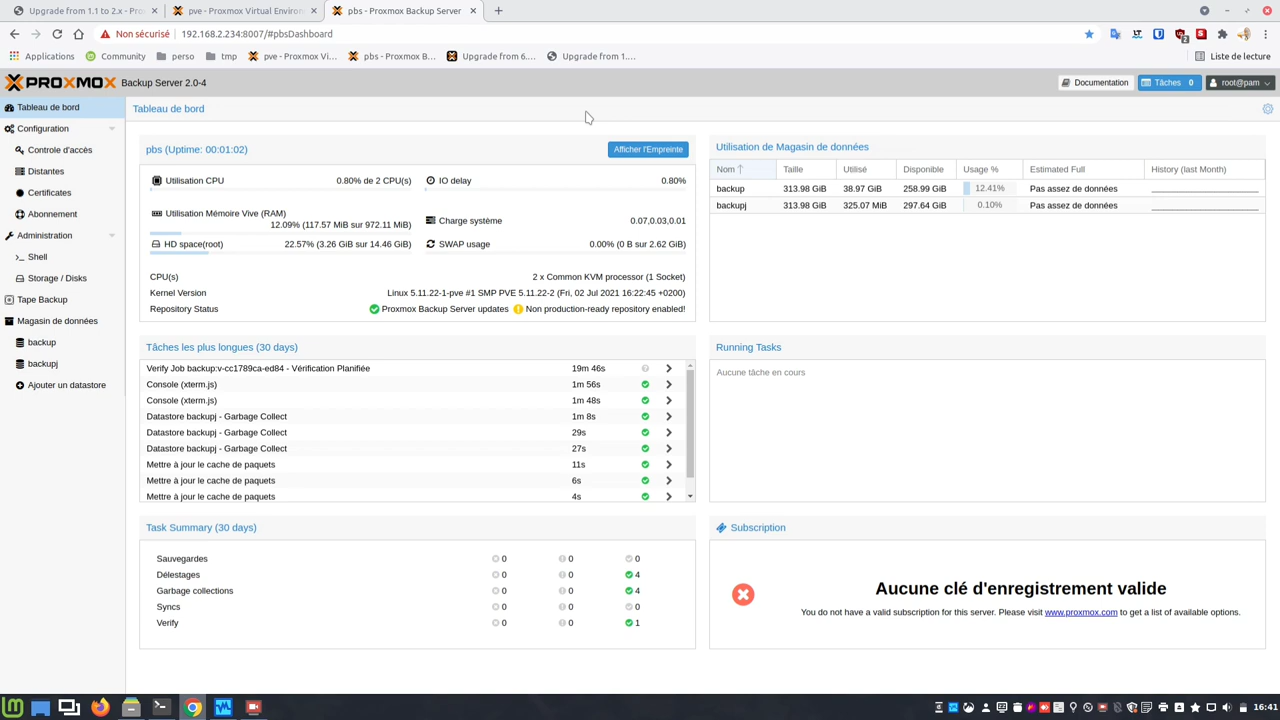 Upgrade from 1.1 to 2.x - Pro
pve - Proxmox Virtual Environ
pbs - Proxmox Backup Server
Non sécurisé
192.168.2.234:8007/#pbsDashboard
Applications
Community
perso
tmp
pve - Proxmox Vi...
pbs - Proxmox B...
Upgrade from 6....
Upgrade from 1....
Liste de lecture
PROXMOX
Backup Server 2.0-4
Documentation
Tâches 0
root@pam
Tableau de bord
Configuration
Controle d'accès
Distantes
Certificates
Abonnement
Administration
Shell
Storage / Disks
Tape Backup
Magasin de données
backup
backupj
Ajouter un datastore
Tableau de bord
pbs (Uptime: 00:01:02)
Afficher l'Empreinte
Utilisation CPU 0.80% de 2 CPU(s)
IO delay 0.80%
Utilisation Mémoire Vive (RAM)
12.09% (117.57 MiB sur 972.11 MiB)
Charge système 0.07,0.03,0.01
HD space(root) 22.57% (3.26 GiB sur 14.46 GiB)
SWAP usage 0.00% (0 B sur 2.62 GiB)
CPU(s) 2 x Common KVM processor (1 Socket)
Kernel Version Linux 5.11.22-1-pve #1 SMP PVE 5.11.22-2 (Fri, 02 Jul 2021 16:22:45 +0200)
Repository Status Proxmox Backup Server updates Non production-ready repository enabled!
Utilisation de Magasin de données
Nom Taille Utilisé Disponible Usage % Estimated Full History (last Month)
backup 313.98 GiB 38.97 GiB 258.99 GiB 12.41% Pas assez de données
backupj 313.98 GiB 325.07 MiB 297.64 GiB 0.10% Pas assez de données
Tâches les plus longues (30 days)
Verify Job backup:v-cc1789ca-ed84 - Vérification Planifiée 19m 46s
Console (xterm.js) 1m 56s
Console (xterm.js) 1m 48s
Datastore backupj - Garbage Collect 1m 8s
Datastore backupj - Garbage Collect 29s
Datastore backupj - Garbage Collect 27s
Mettre à jour le cache de paquets 11s
Mettre à jour le cache de paquets 6s
Mettre à jour le cache de paquets 4s
Running Tasks
Aucune tâche en cours
Task Summary (30 days)
Sauvegardes 0 0 0
Délestages 0 0 4
Garbage collections 0 0 4
Syncs 0 0 0
Verify 0 0 1
Subscription
Aucune clé d'enregistrement valide
You do not have a valid subscription for this server. Please visit www.proxmox.com to get a list of available options.
16:41